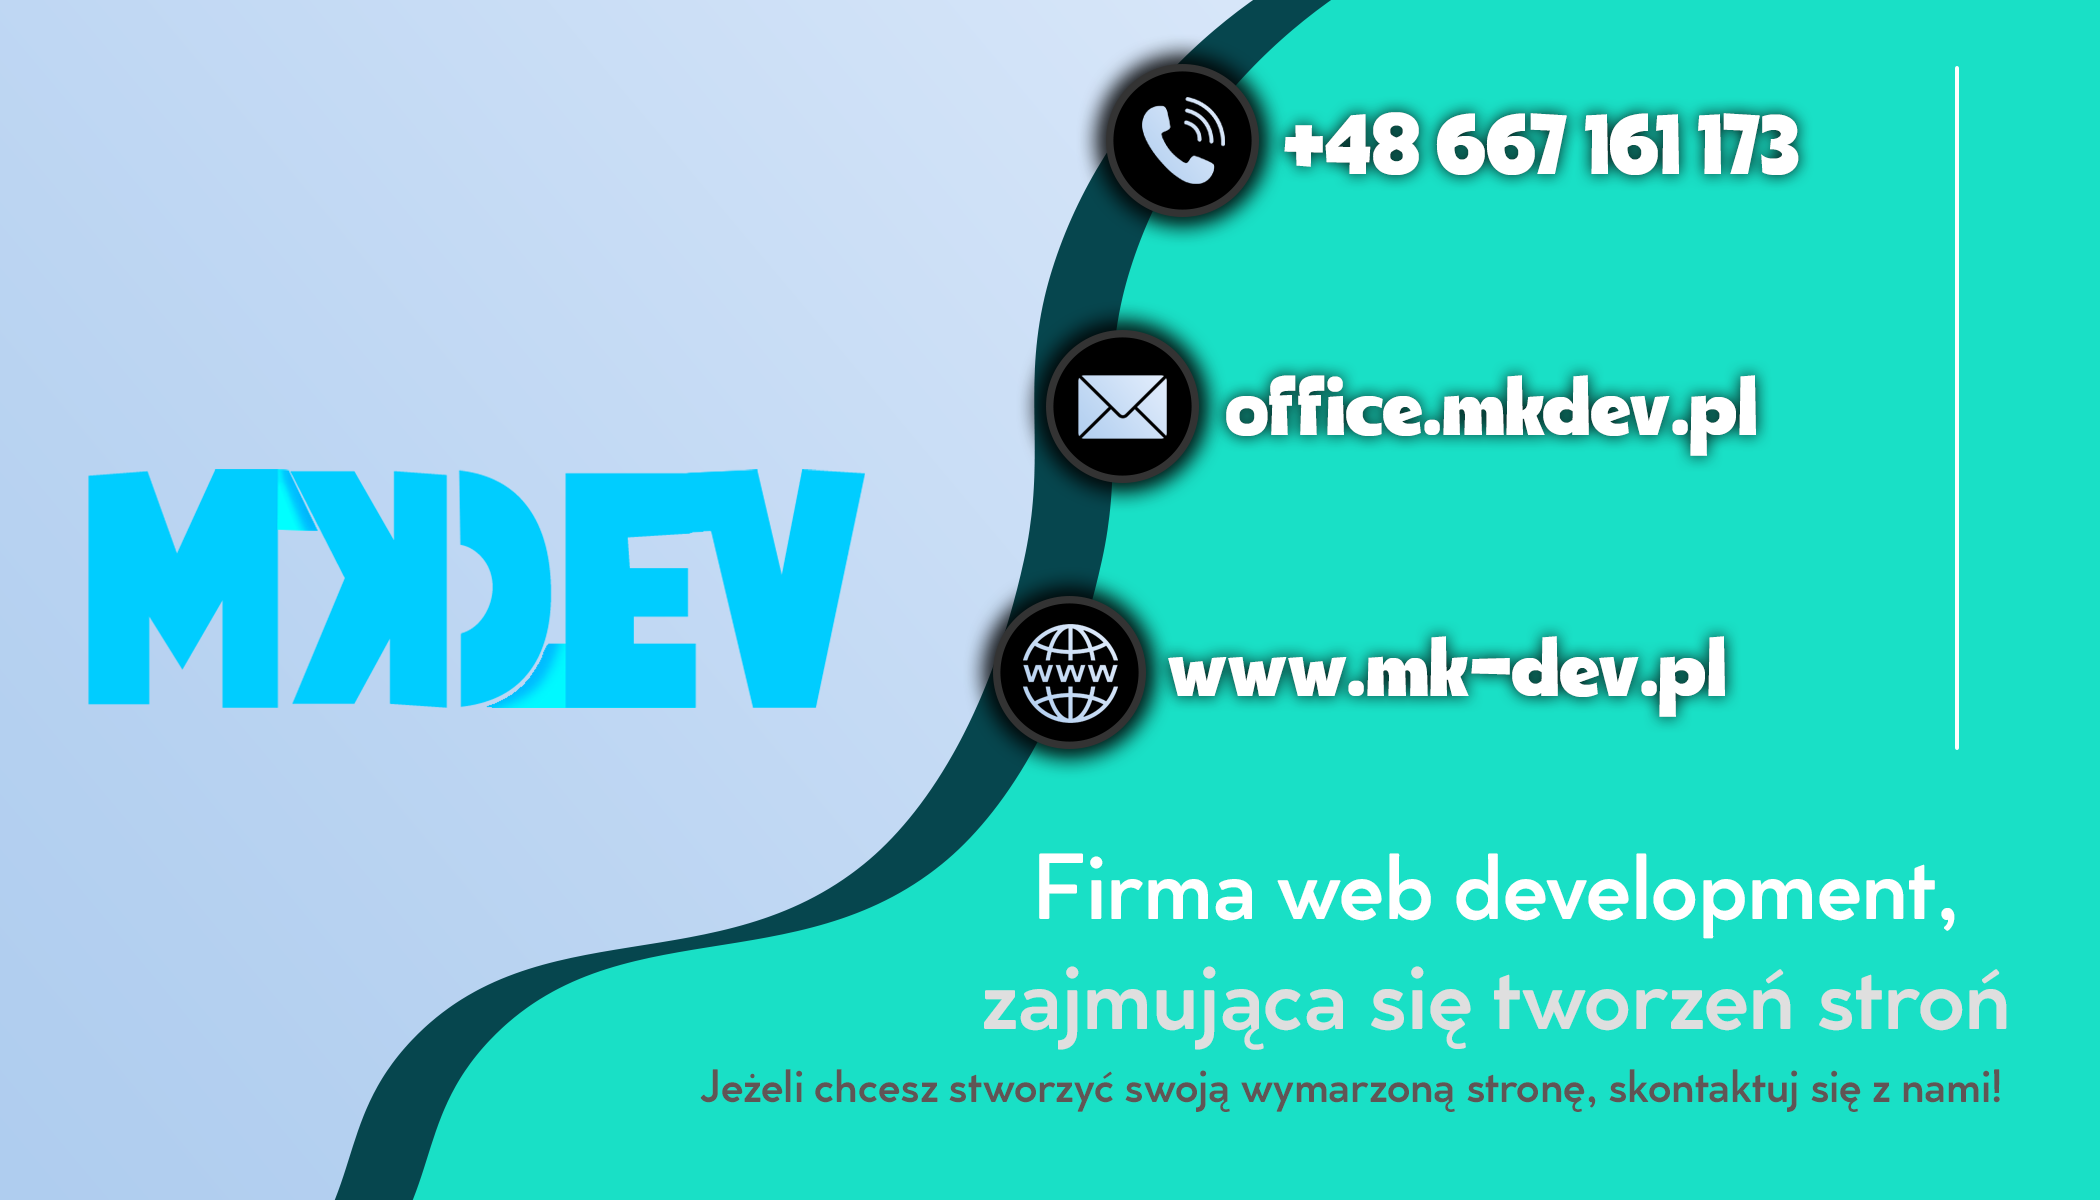 +48 667 161 173
office.mkdev.pl
MKDEV
WWW
www.mk-dev.pl
Firma web development,
zajmująca się tworzeń stroń
Jeżeli chcesz stworzyć swoją wymarzoną stronę, skontaktuj się z nami!